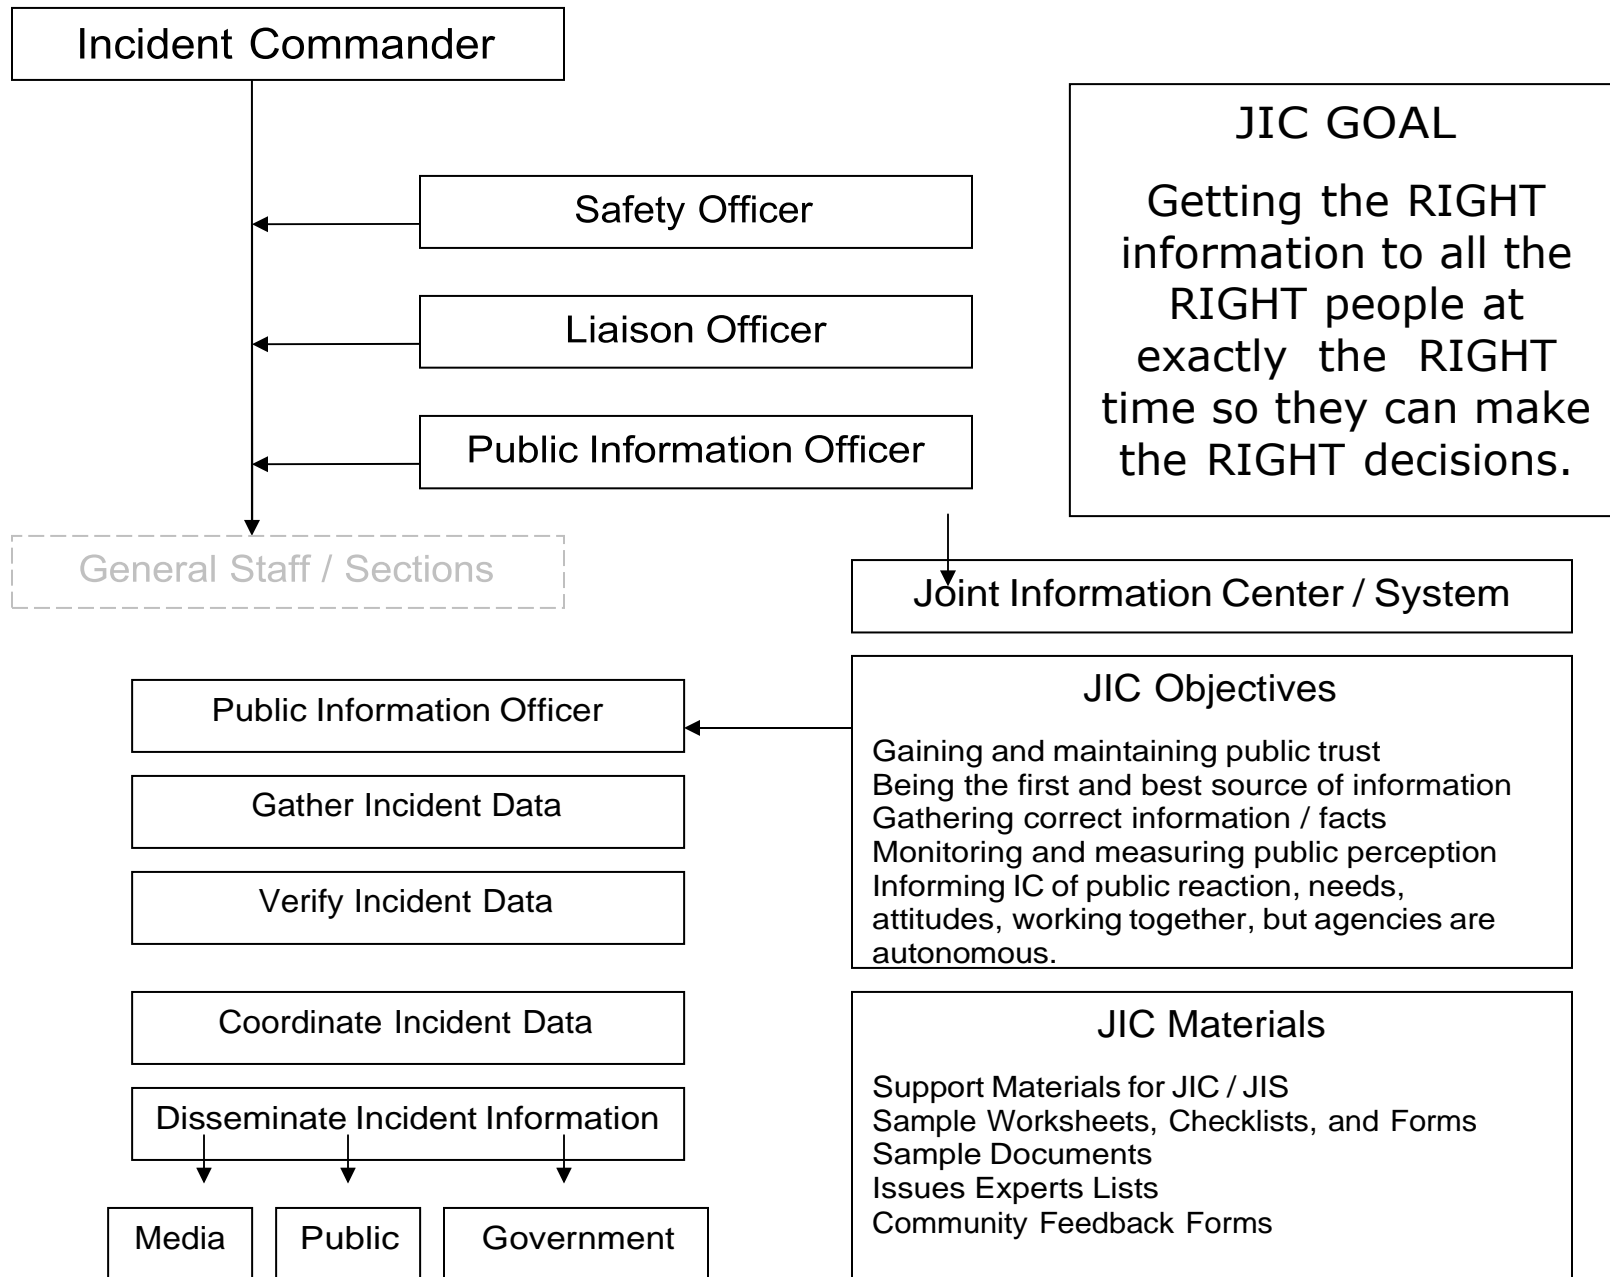 Incident Commander
JIC GOAL
Getting the RIGHT
information to all the
RIGHT people at
exactly the RIGHT
time so they can make
the RIGHT decisions.
Safety Officer
Liaison Officer
Public Information Officer
General Staff / Sections
Joint Information Center / System
Public Information Officer
Gather Incident Data
Verify Incident Data
Coordinate Incident Data
Disseminate Incident Information
Media
Public
Government
JIC Objectives
Gaining and maintaining public trust
Being the first and best source of information
Gathering correct information / facts
Monitoring and measuring public perception
Informing IC of public reaction, needs,
attitudes, working together, but agencies are
autonomous.
JIC Materials
Support Materials for JIC / JIS
Sample Worksheets, Checklists, and Forms
Sample Documents
Issues Experts Lists
Community Feedback Forms